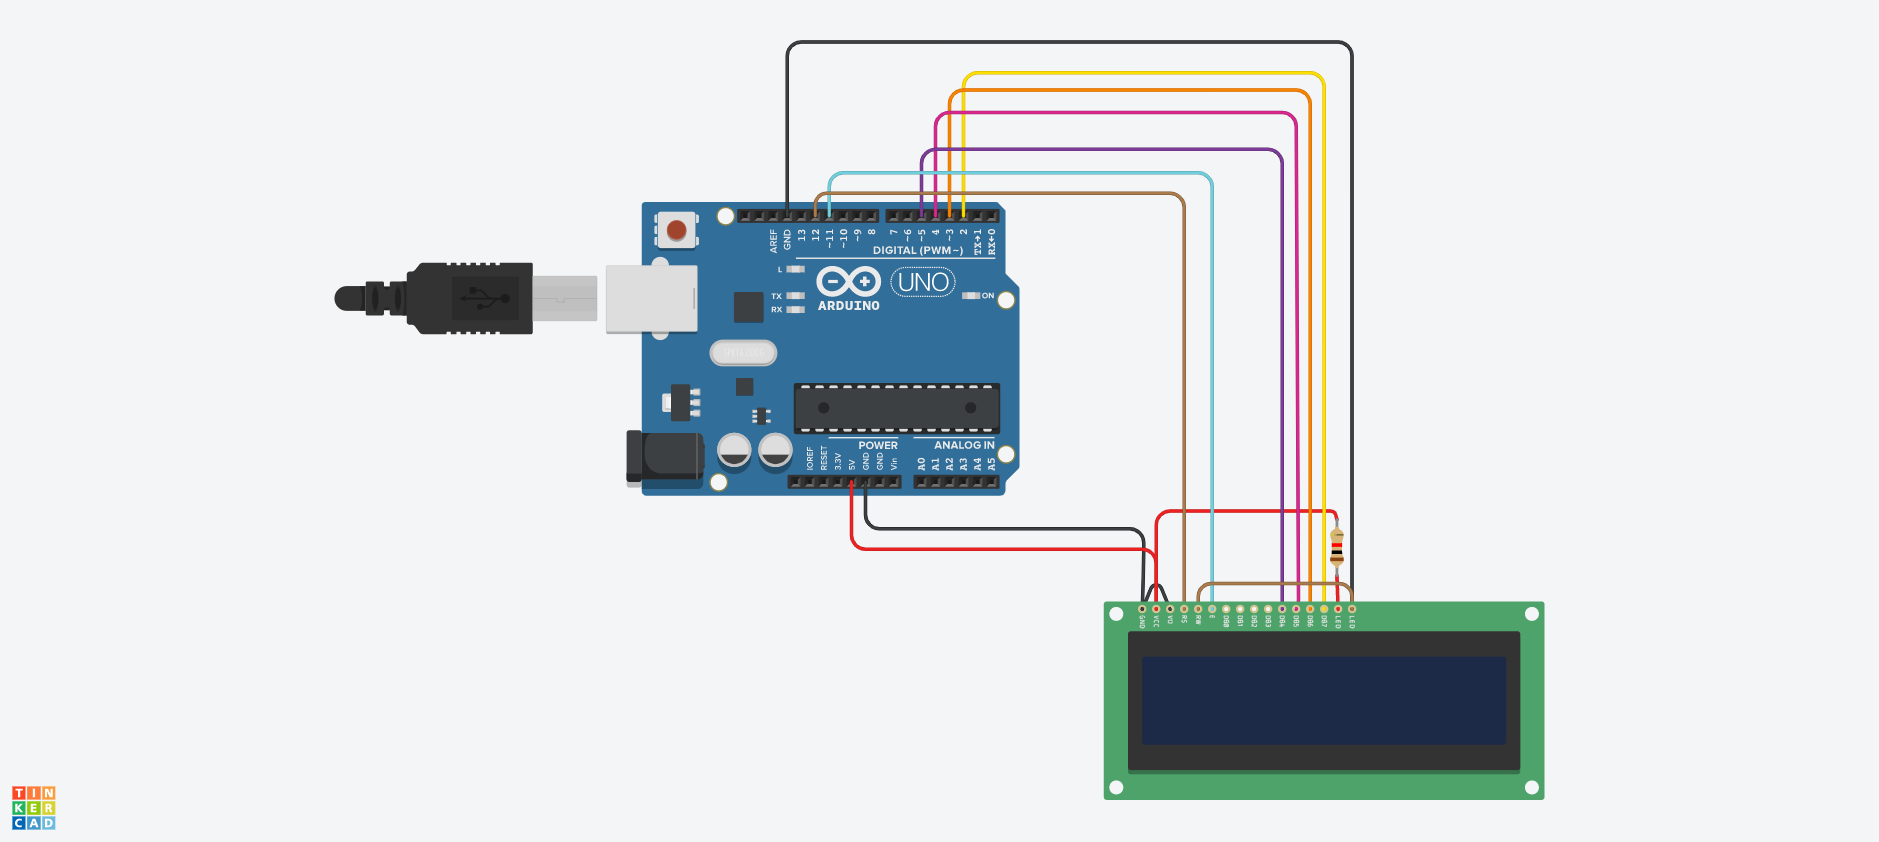 AREF
GND
13
12
~11
~10
~9
8
7
~6
~5
4
~3
2
TX→1
RX←0
DIGITAL (PWM~)
L
TX
RX
ARDUINO
UNO
ON
POWER
ANALOG IN
IOREF
RESET
3.3V
5V
GND
GND
Vin
A0
A1
A2
A3
A4
A5
GND
VCC
V0
RS
RW
E
DB0
DB1
DB2
DB3
DB4
DB5
DB6
DB7
LED
LED
TIN
KER
CAD